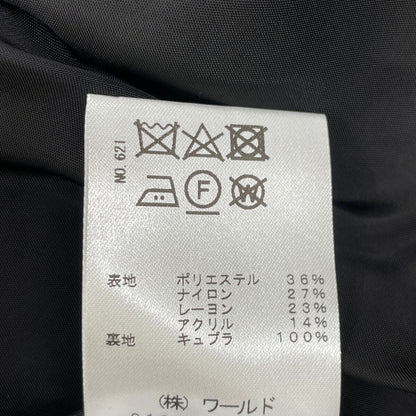 NO. 621
F
W
表地 ポリエステル 36%
ナイロン 27%
レーヨン 23%
アクリル 14%
裏地 キュプラ 100%
(株) ワールド